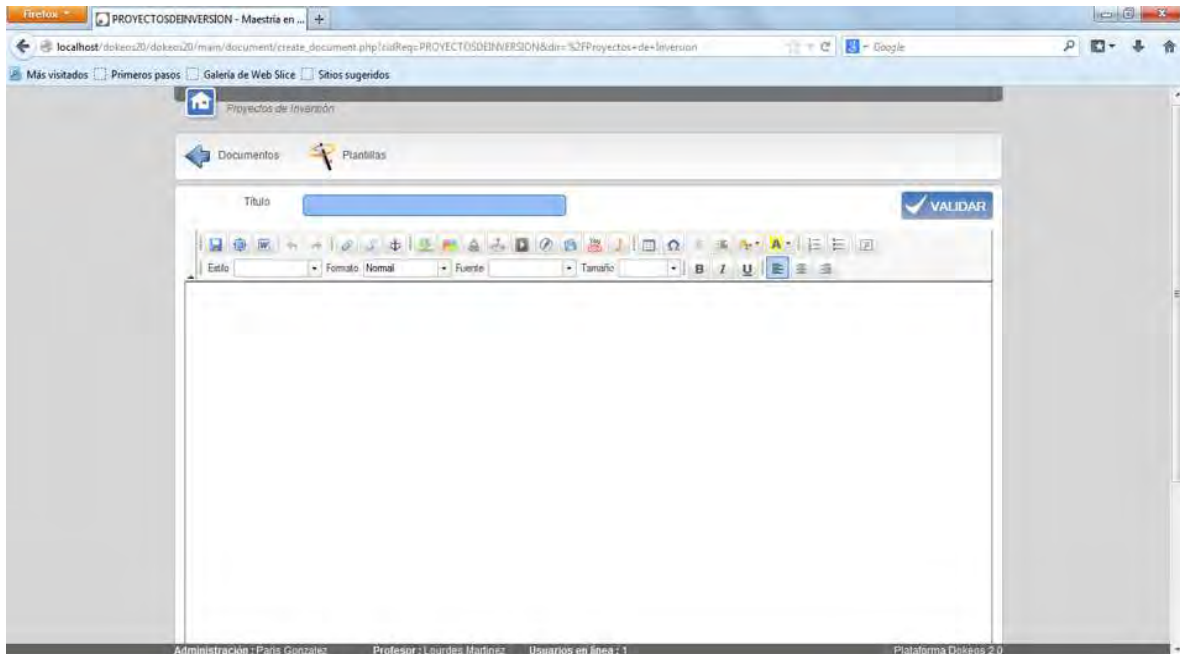 Firefox
PROYECTOSDEINVERSION - Maestría en ...
localhost/dokeos20/dokeos20/main/document/create_document.php?cidReq=PROYECTOSDEINVERSION&dir=%2FProyectos+de+Inversion
Google
Más visitados Primeros pasos Galería de Web Slice Sitios sugeridos
Proyectos de Inversión
Documentos Plantillas
Título
VALIDAR
Estilo Formato Normal Fuente Tamaño B I U
Administración : Paris Gonzalez Profesor : Lourdes Martinez Usuarios en línea : 1 Plataforma Dokeos 2.0